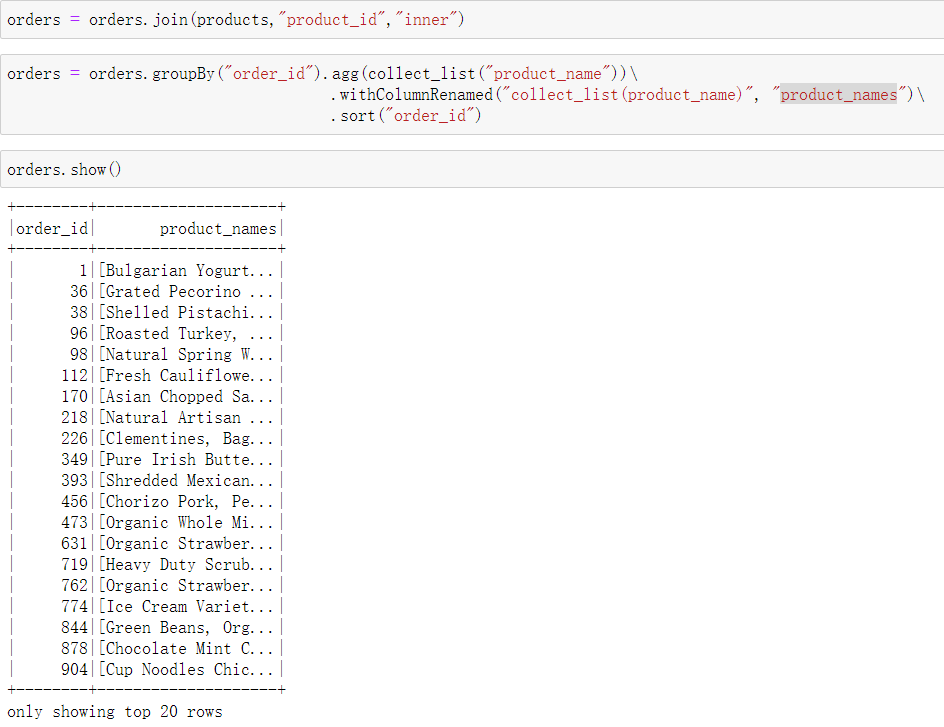 orders = orders.join(products,"product_id","inner")
orders = orders.groupBy("order_id").agg(collect_list("product_name"))\
.withColumnRenamed("collect_list(product_name)", "product_names")\
.sort("order_id")
orders.show()
+--------+--------------------+
|order_id|       product_names|
+--------+--------------------+
|       1|[Bulgarian Yogurt...|
|      36|[Grated Pecorino ...|
|      38|[Shelled Pistachi...|
|      96|[Roasted Turkey, ...|
|      98|[Natural Spring W...|
|     112|[Fresh Cauliflowe...|
|     170|[Asian Chopped Sa...|
|     218|[Natural Artisan ...|
|     226|[Clementines, Bag...|
|     349|[Pure Irish Butte...|
|     393|[Shredded Mexican...|
|     456|[Chorizo Pork, Pe...|
|     473|[Organic Whole Mi...|
|     631|[Organic Strawber...|
|     719|[Heavy Duty Scrub...|
|     762|[Organic Strawber...|
|     774|[Ice Cream Variet...|
|     844|[Green Beans, Org...|
|     878|[Chocolate Mint C...|
|     904|[Cup Noodles Chic...|
+--------+--------------------+
only showing top 20 rows